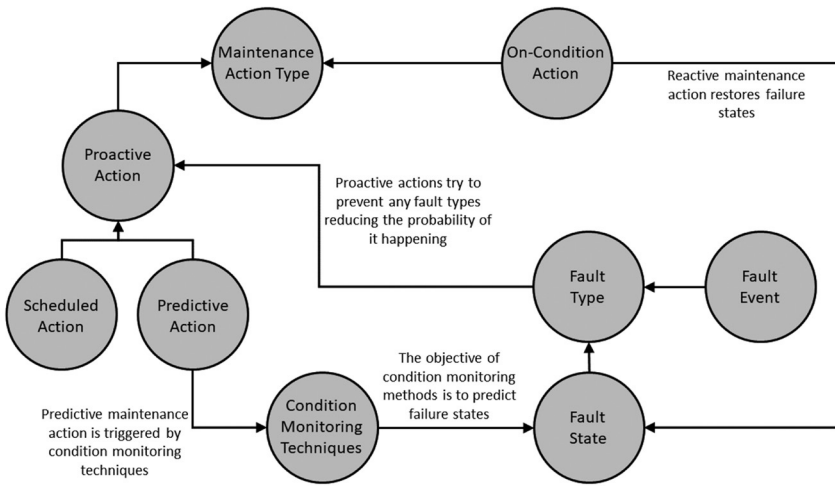 Maintenance
Action Type
On-Condition
Action
Reactive maintenance
action restores failure
states
Proactive
Action
Proactive actions try to
prevent any fault types
reducing the probability of
it happening
Scheduled
Action
Predictive
Action
Fault
Type
Fault
Event
The objective of
condition monitoring
methods is to predict
failure states
Predictive maintenance
action is triggered by
condition monitoring
techniques
Condition
Monitoring
Techniques
Fault
State